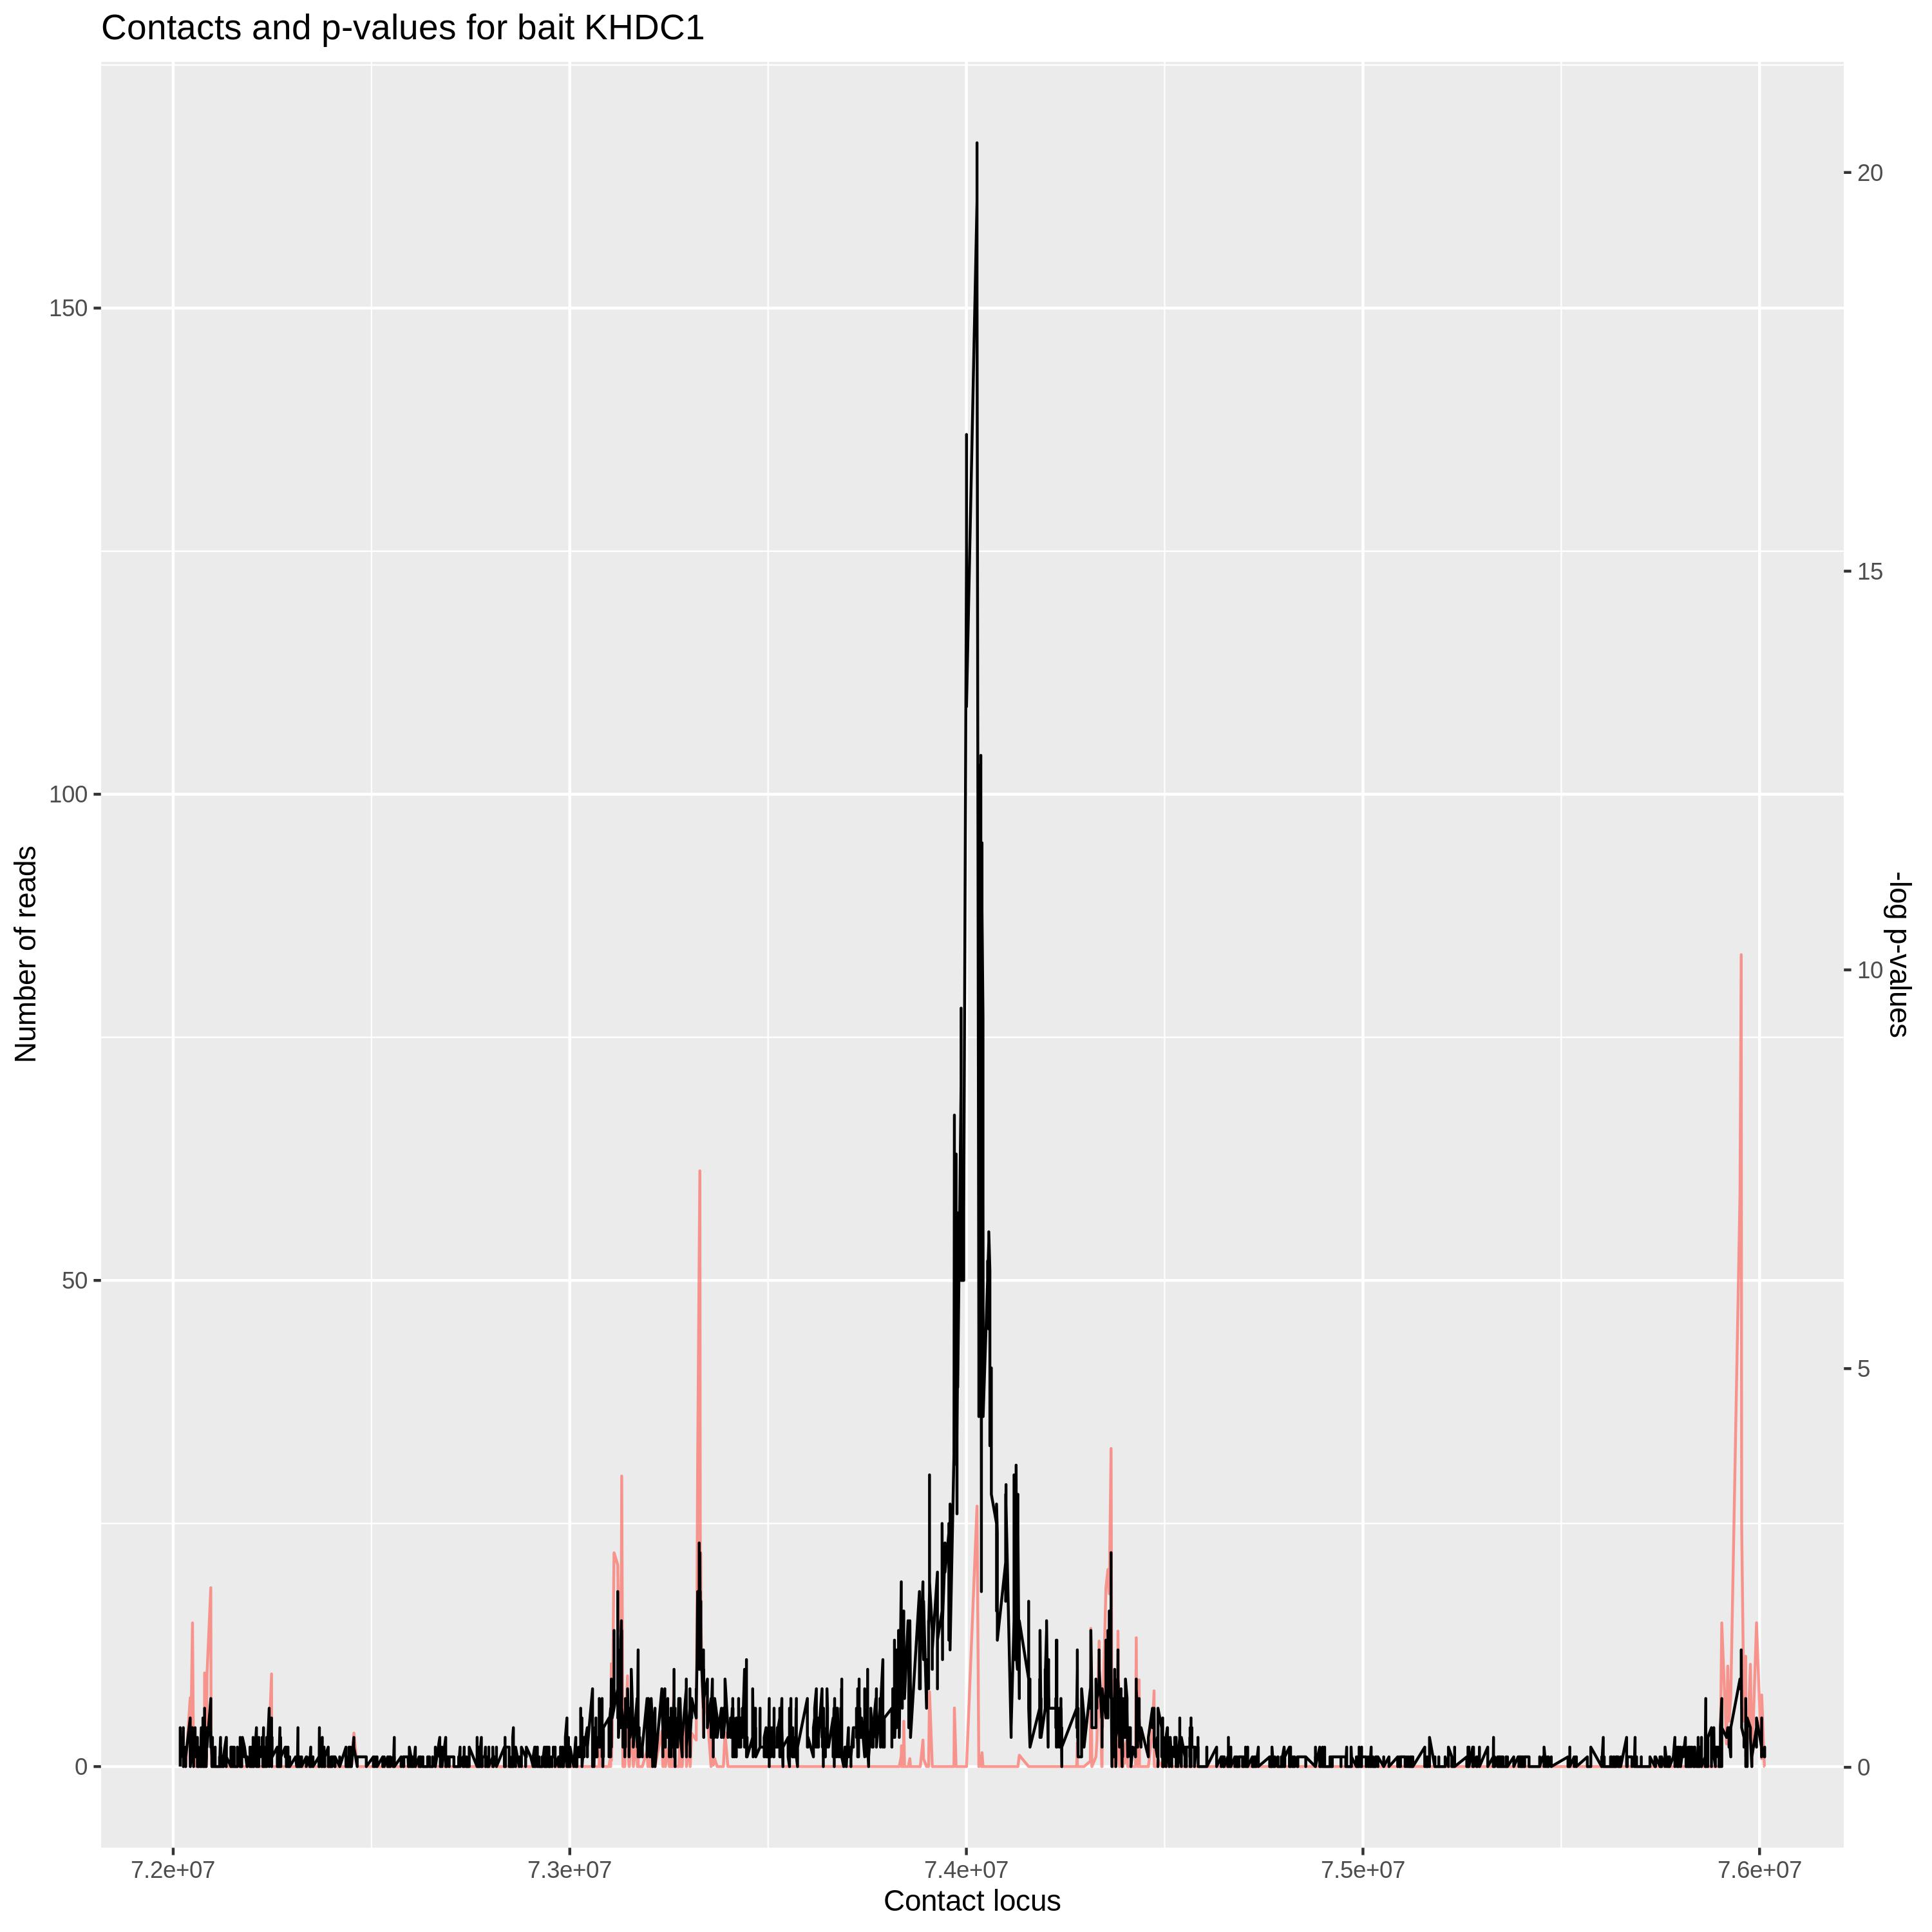 Contacts and p-values for bait KHDC1
150
100
50
0
Number of reads
20
15
10
5
0
-log p-values
7.2e+07 7.3e+07 7.4e+07 7.5e+07 7.6e+07
Contact locus